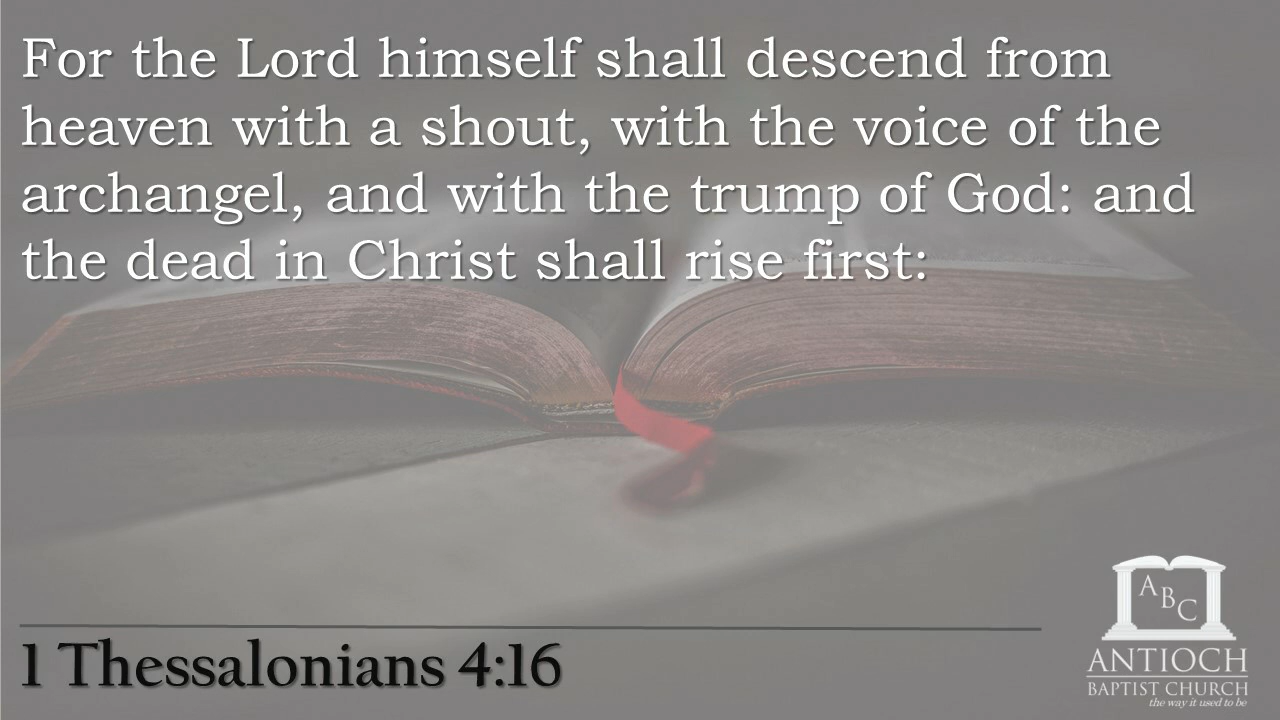 For the Lord himself shall descend from
heaven with a shout, with the voice of the
archangel, and with the trump of God: and
the dead in Christ shall rise first:
1 Thessalonians 4:16
A B C
ANTIOCH
BAPTIST CHURCH
the way it used to be